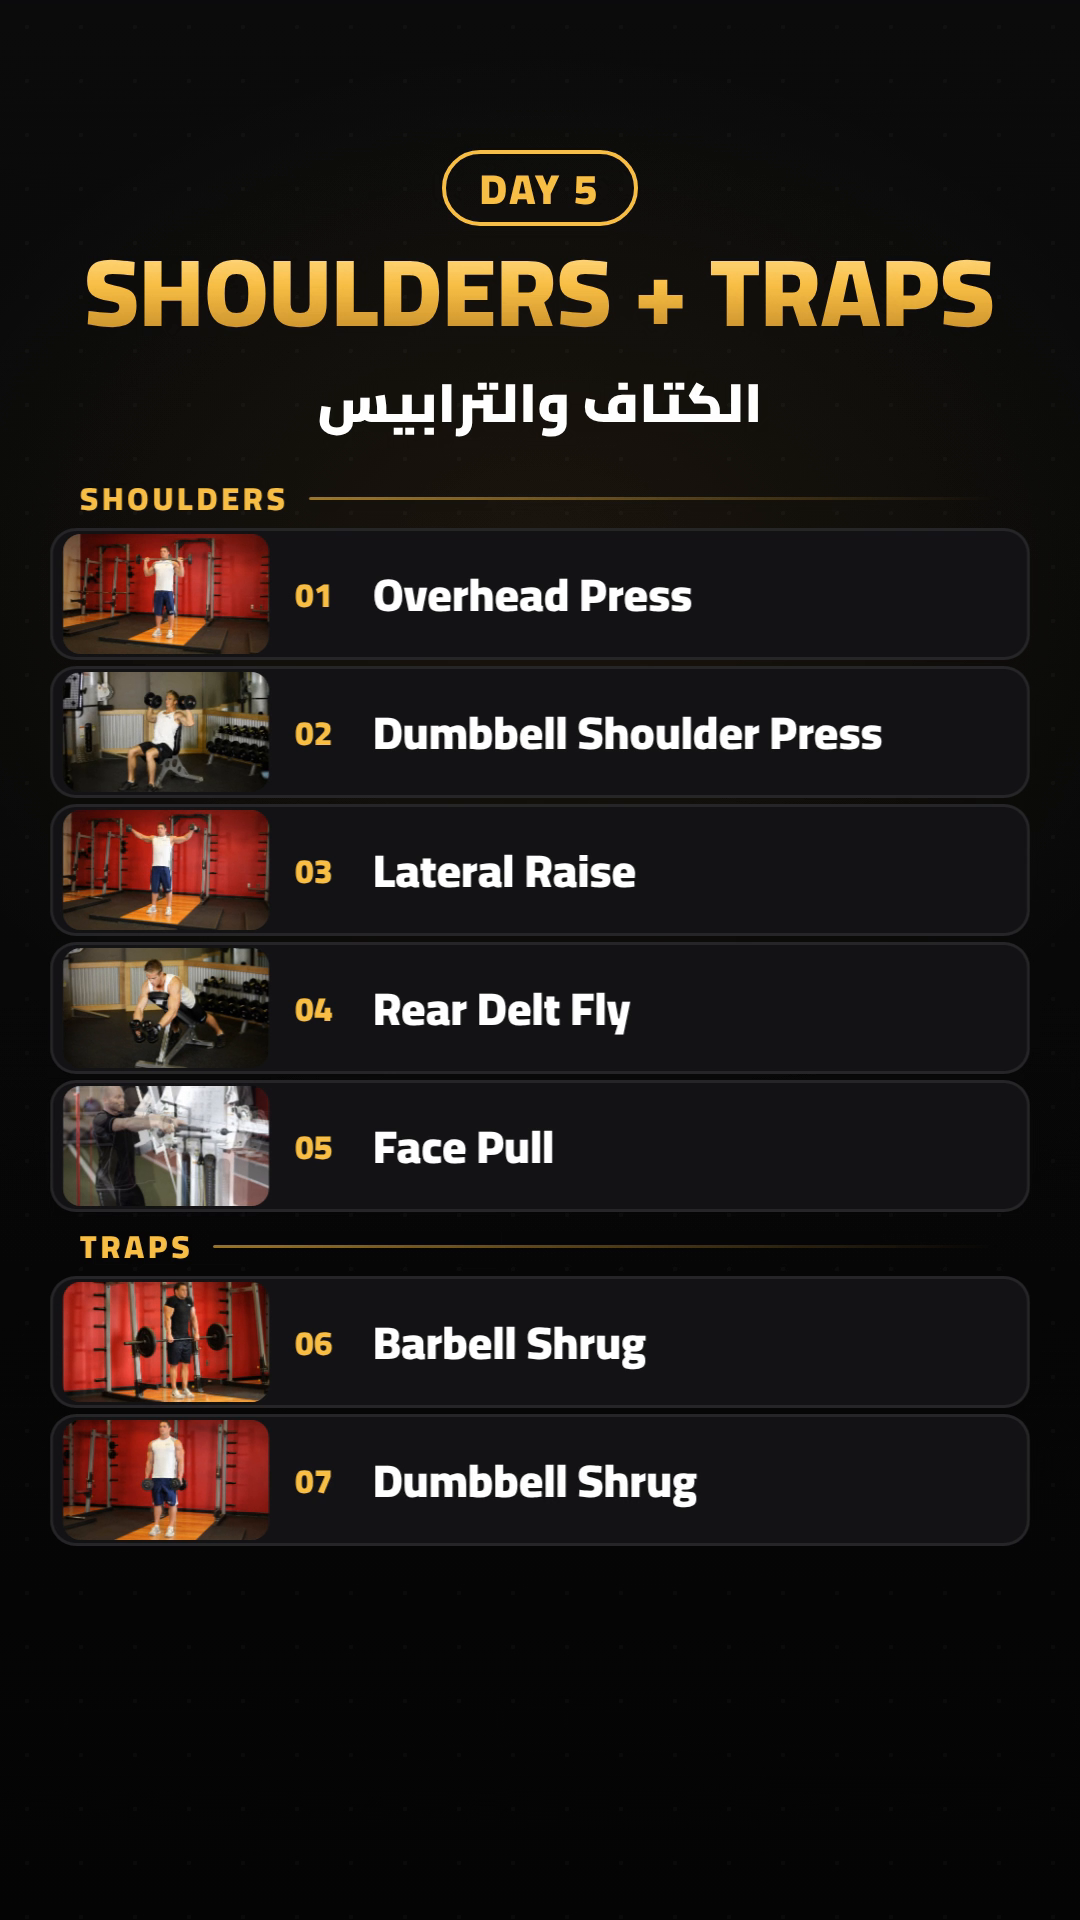 DAY 5
SHOULDERS + TRAPS
الكتاف والترابيس
SHOULDERS
01 Overhead Press
02 Dumbbell Shoulder Press
03 Lateral Raise
04 Rear Delt Fly
05 Face Pull
TRAPS
06 Barbell Shrug
07 Dumbbell Shrug